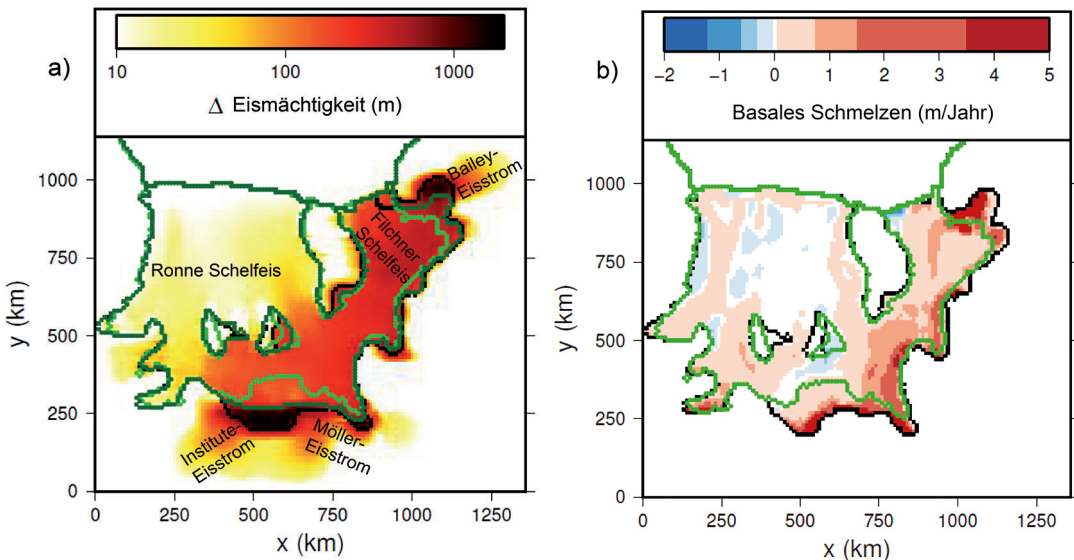 a)
10 100 1000
Δ Eismächtigkeit (m)
1000
750
500
250
0
y (km)
Bailey-
Eisstrom
Filchner
Schelfeis
Ronne Schelfeis
Institute-
Eisstrom
Möller-
Eisstrom
0 250 500 750 1000 1250
x (km)
b)
−2 −1 0 1 2 3 4 5
Basales Schmelzen (m/Jahr)
1000
750
500
250
0
y (km)
0 250 500 750 1000 1250
x (km)